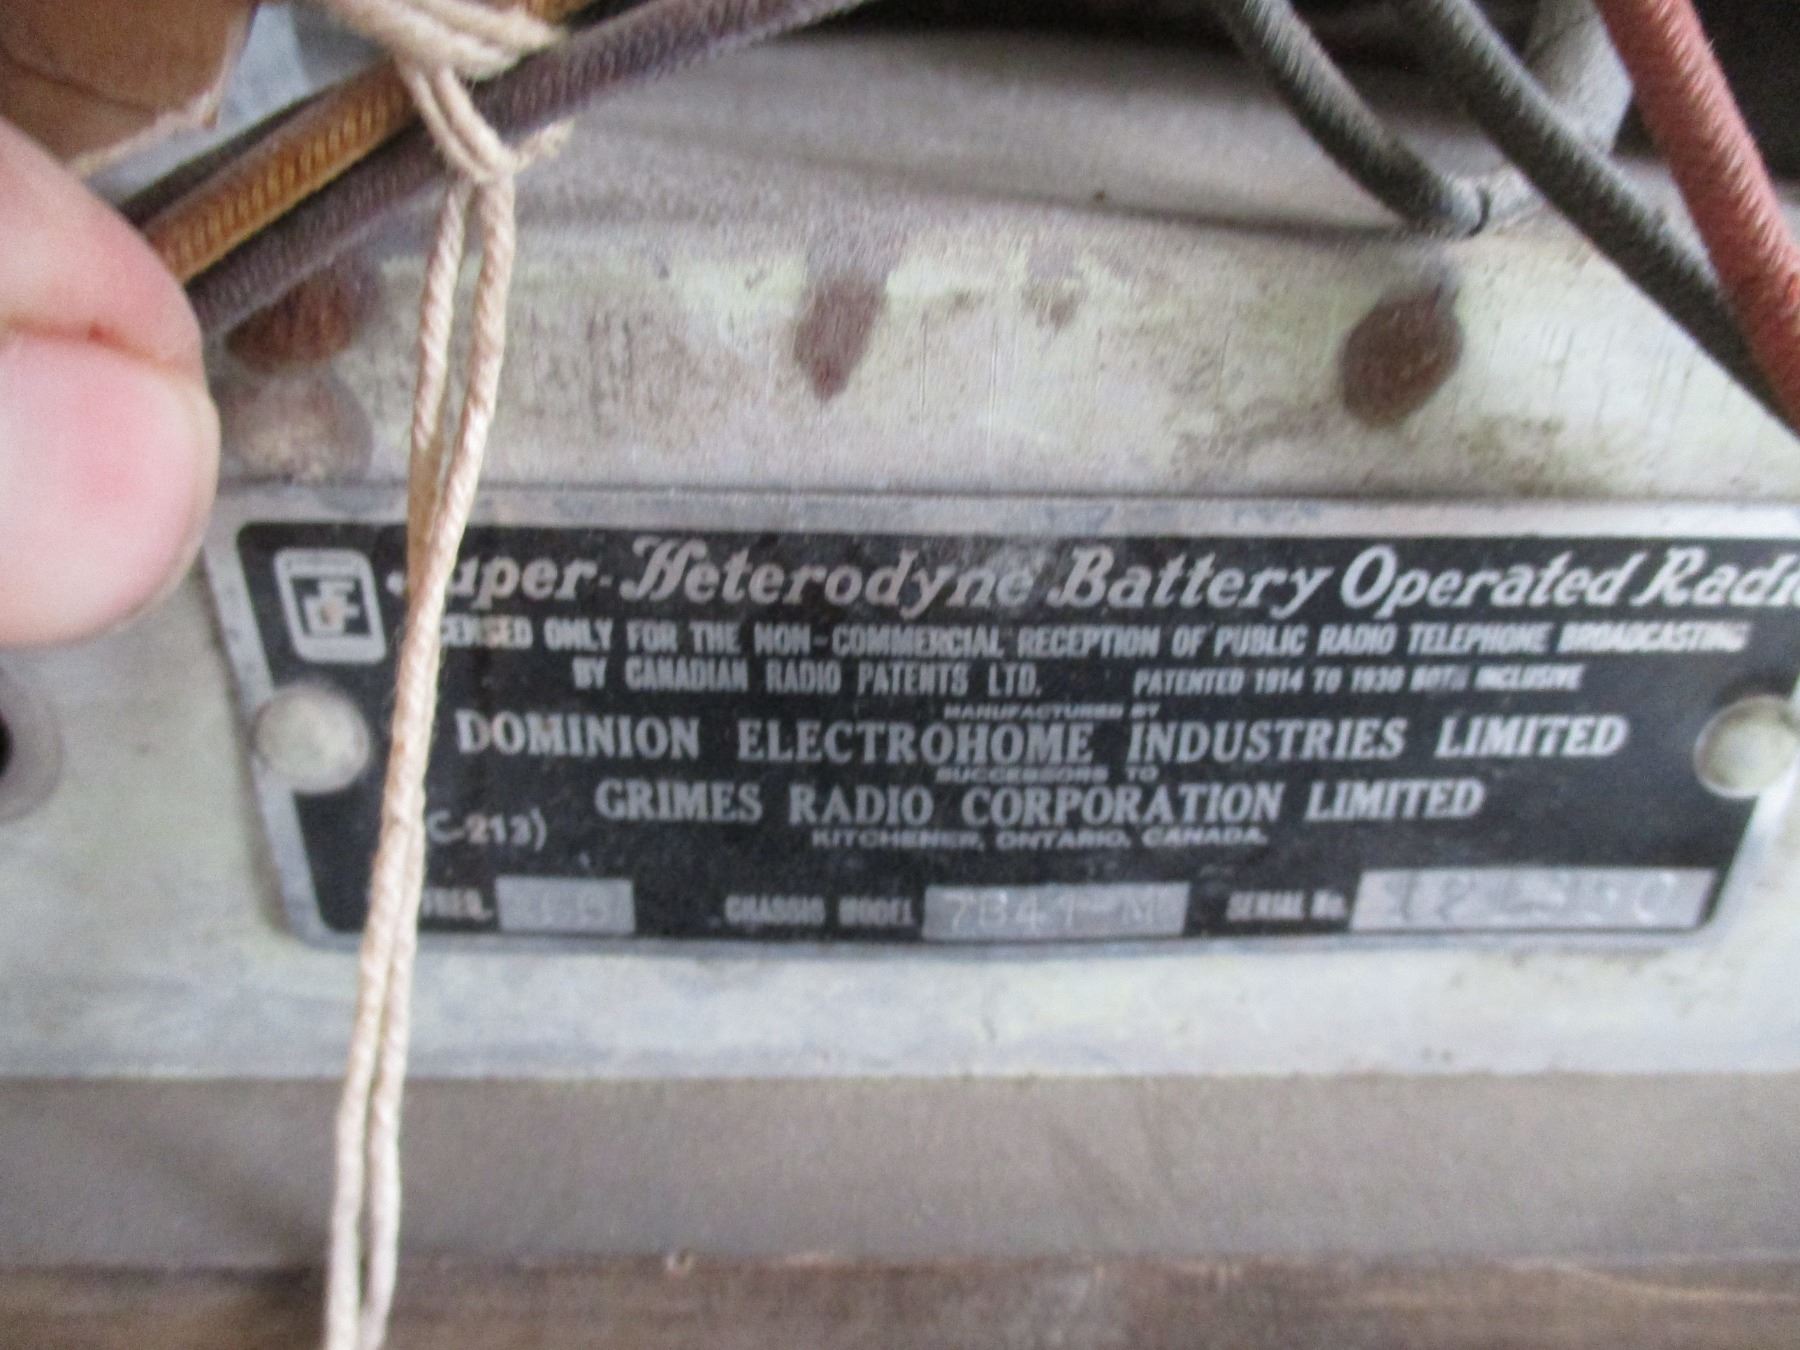 Super-Heterodyne Battery Operated Radio
LICENSED ONLY FOR THE NON-COMMERCIAL RECEPTION OF PUBLIC RADIO TELEPHONE BROADCASTING
BY CANADIAN RADIO PATENTS LTD. PATENTED 1914 TO 1930 BOTH INCLUSIVE
MANUFACTURED BY
DOMINION ELECTROHOME INDUSTRIES LIMITED
SUCCESSORS TO
GRIMES RADIO CORPORATION LIMITED
C-213)
KITCHENER, ONTARIO, CANADA.
FREQ. CHASSIS MODEL 7B41-M SERIAL No.